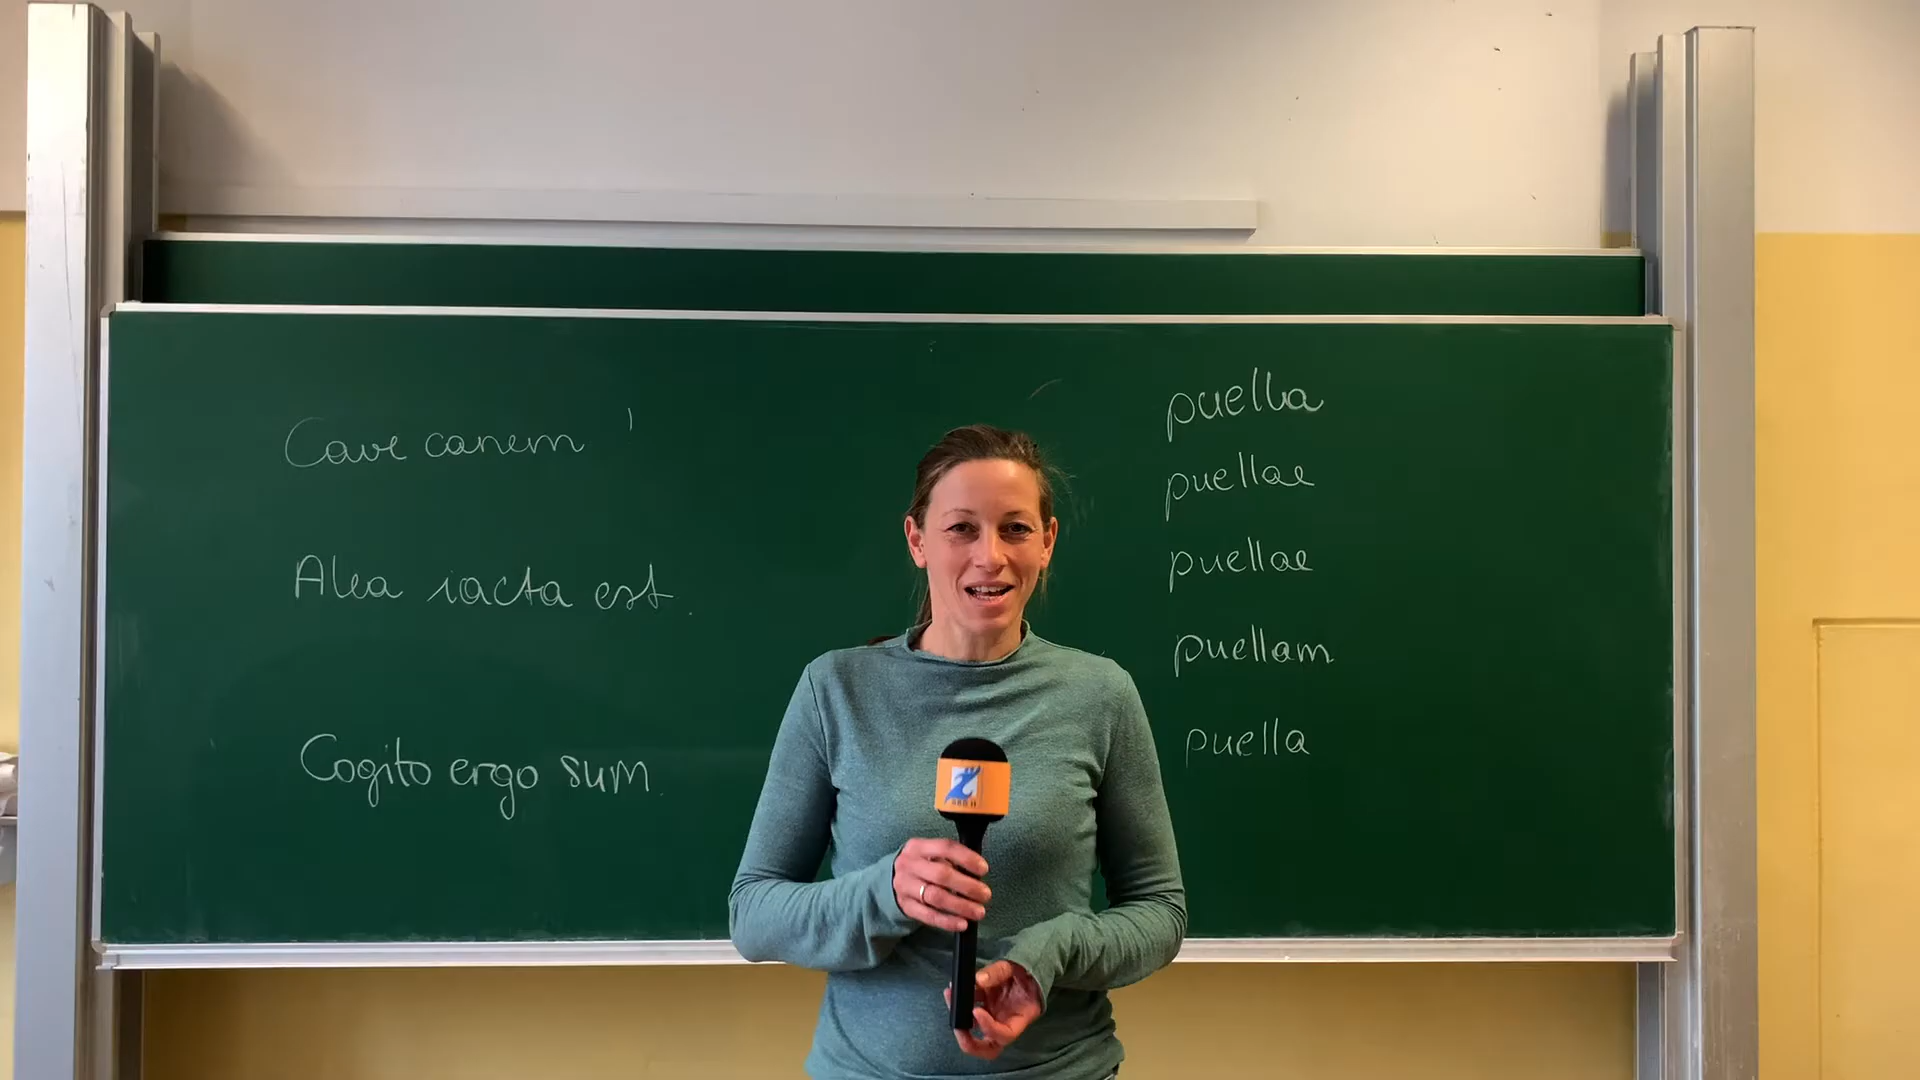 Cave canem!
Alea iacta est.
Cogito ergo sum.
puella
puellae
puellae
puellam
puella